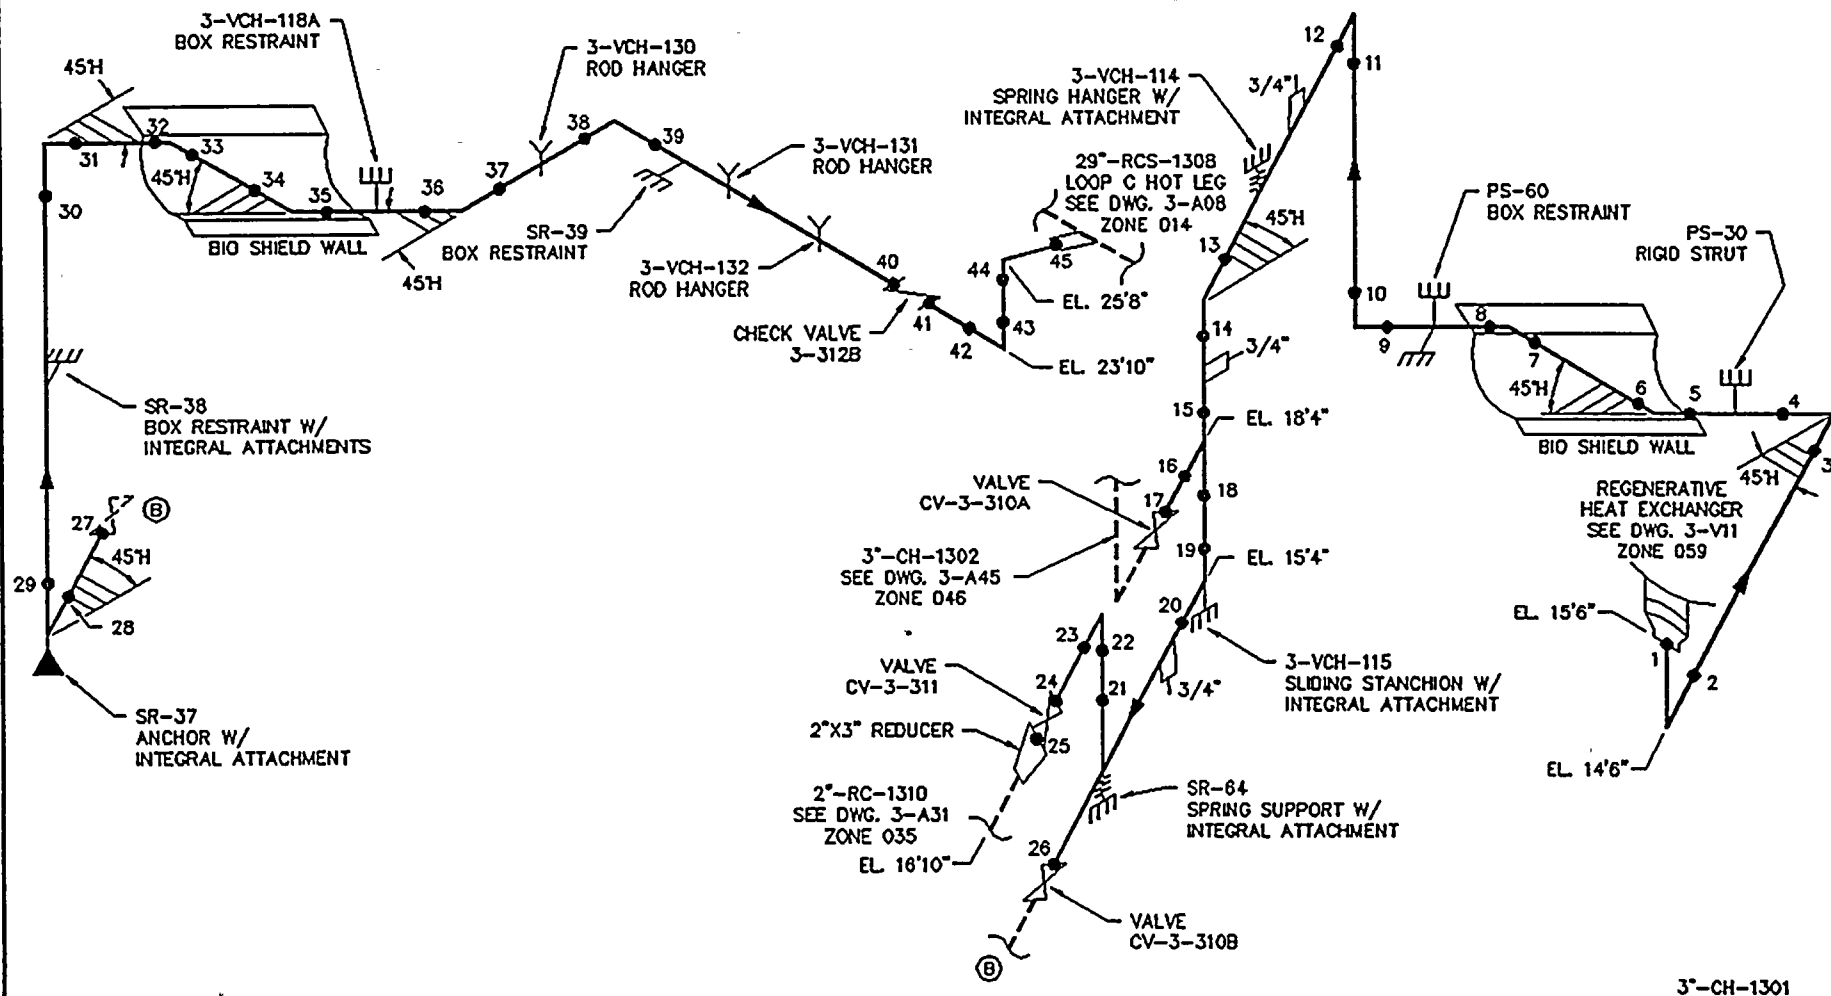 3-VCH-118A
BOX RESTRAINT
45°H
32
31
33
45°H
34
35
36
30
BIO SHIELD WALL
45°H
37
38
39
3-VCH-130
ROD HANGER
3-VCH-131
ROD HANGER
SR-39
BOX RESTRAINT
3-VCH-132
ROD HANGER
40
41
42
CHECK VALVE
3-312B
43
44
45
EL. 25'8"
EL. 23'10"
29"-RCS-1308
LOOP C HOT LEG
SEE DWG. 3-A08
ZONE 014
3-VCH-114
SPRING HANGER W/
INTEGRAL ATTACHMENT
3/4"
12
11
13
45°H
10
14
3/4"
15
EL. 18'4"
16
17
18
19
EL. 15'4"
VALVE
CV-3-310A
3"-CH-1302
SEE DWG. 3-A45
ZONE 046
20
3/4"
3-VCH-115
SLIDING STANCHION W/
INTEGRAL ATTACHMENT
23
22
21
24
25
VALVE
CV-3-311
2"X3" REDUCER
2"-RC-1310
SEE DWG. 3-A31
ZONE 035
EL. 16'10"
SR-64
SPRING SUPPORT W/
INTEGRAL ATTACHMENT
26
VALVE
CV-3-310B
B
PS-60
BOX RESTRAINT
PS-30
RIGID STRUT
9
8
7
45°H
6
5
4
BIO SHIELD WALL
45°H
3
REGENERATIVE
HEAT EXCHANGER
SEE DWG. 3-V11
ZONE 059
EL. 15'6"
1
2
EL. 14'6"
SR-38
BOX RESTRAINT W/
INTEGRAL ATTACHMENTS
27
B
45°H
29
28
SR-37
ANCHOR W/
INTEGRAL ATTACHMENT
3"-CH-1301